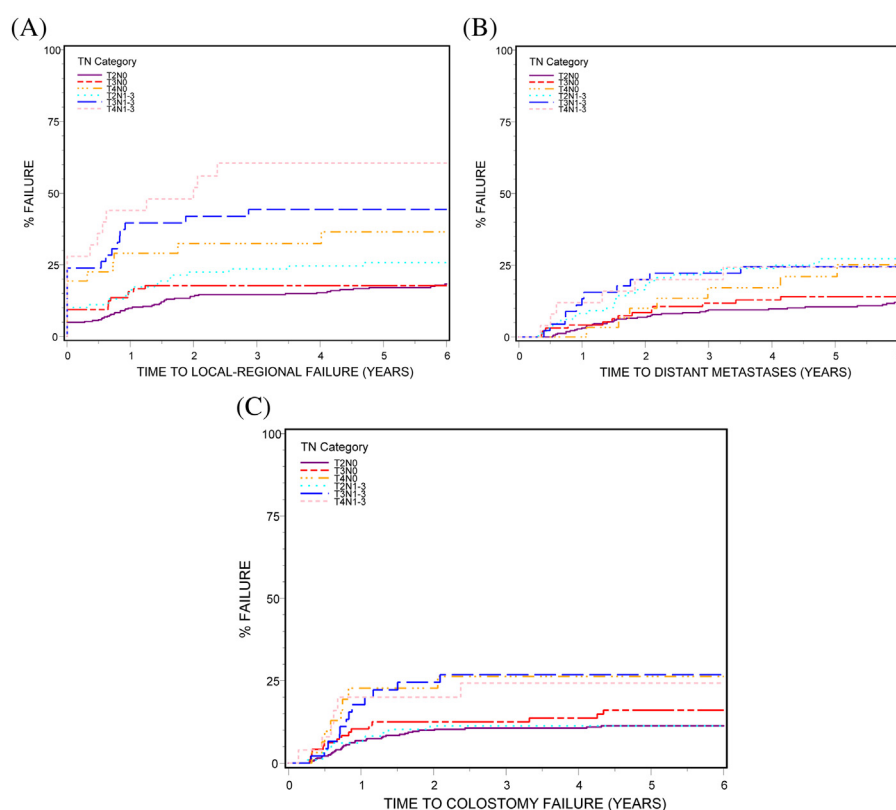 (A)
100
TN Category
T2N0
T3N0
T4N0
T2N1-3
T3N1-3
T4N1-3
75
50
25
0
% FAILURE
0 1 2 3 4 5 6
TIME TO LOCAL-REGIONAL FAILURE (YEARS)
(B)
100
TN Category
T2N0
T3N0
T4N0
T2N1-3
T3N1-3
T4N1-3
75
50
25
0
% FAILURE
0 1 2 3 4 5 6
TIME TO DISTANT METASTASES (YEARS)
(C)
100
TN Category
T2N0
T3N0
T4N0
T2N1-3
T3N1-3
T4N1-3
75
50
25
0
% FAILURE
0 1 2 3 4 5 6
TIME TO COLOSTOMY FAILURE (YEARS)